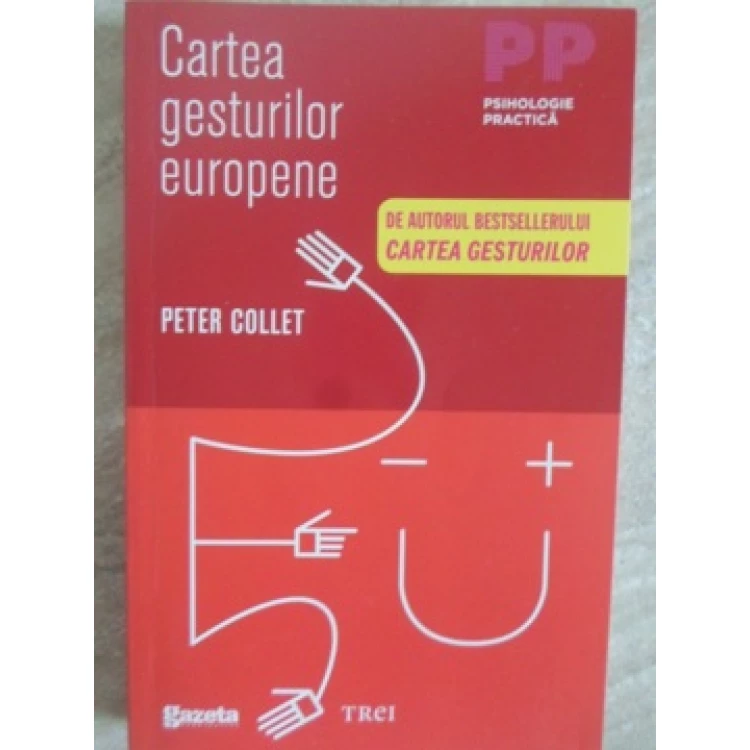 Cartea
gesturilor
europene
PP
PSIHOLOGIE
PRACTICĂ
DE AUTORUL BESTSELLERULUI
CARTEA GESTURILOR
PETER COLLET
gazeta
TREI